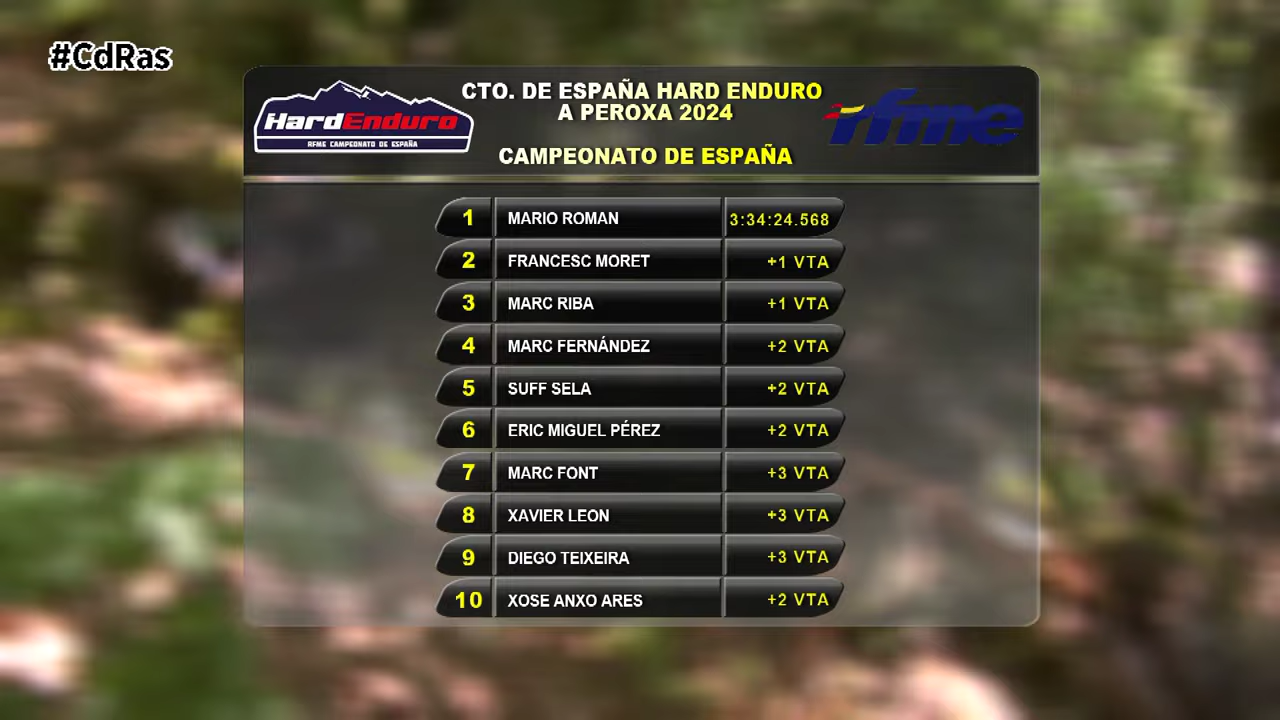 #CdRas
CTO. DE ESPAÑA HARD ENDURO
A PEROXA 2024
HardEnduro
RFME CAMPEONATO DE ESPAÑA
rfme
CAMPEONATO DE ESPAÑA
1 MARIO ROMAN 3:34:24.568
2 FRANCESC MORET +1 VTA
3 MARC RIBA +1 VTA
4 MARC FERNÁNDEZ +2 VTA
5 SUFF SELA +2 VTA
6 ERIC MIGUEL PÉREZ +2 VTA
7 MARC FONT +3 VTA
8 XAVIER LEON +3 VTA
9 DIEGO TEIXEIRA +3 VTA
10 XOSE ANXO ARES +2 VTA